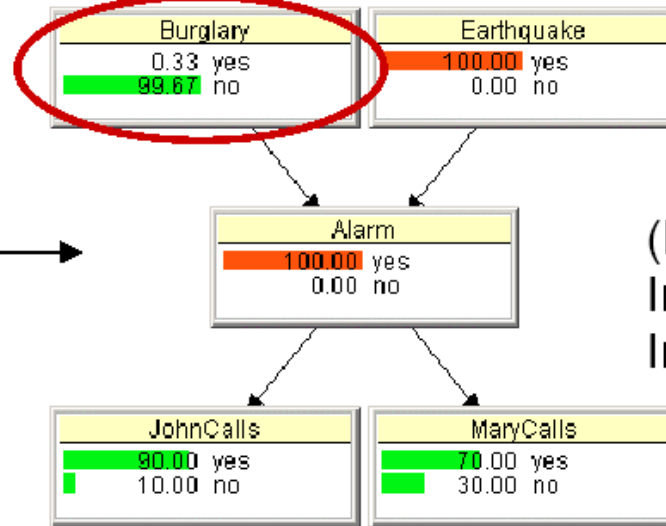 Burglary
0.33 yes
99.67 no
Earthquake
100.00 yes
0.00 no
Alarm
100.00 yes
0.00 no
JohnCalls
90.00 yes
10.00 no
MaryCalls
70.00 yes
30.00 no